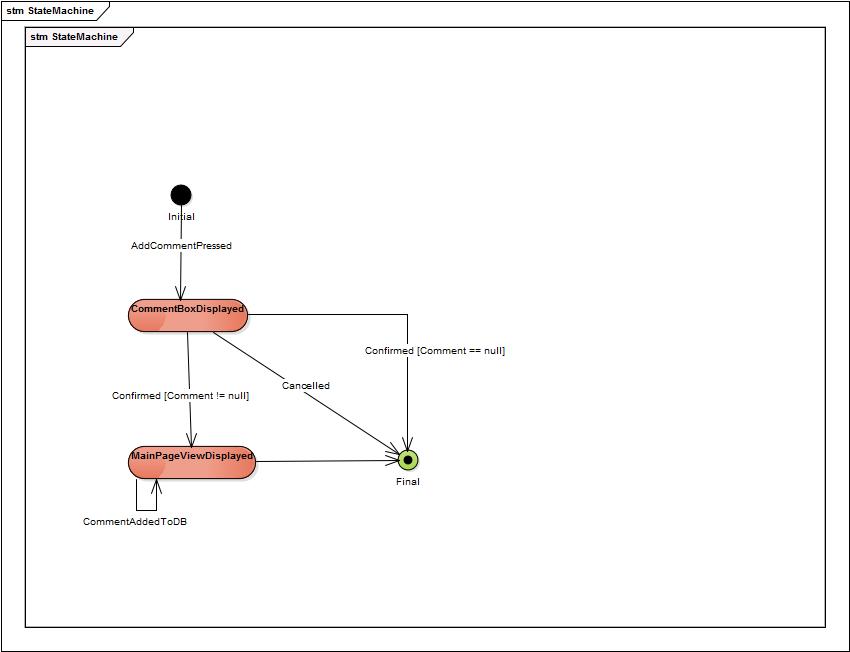 stm StateMachine
stm StateMachine
Initial
AddCommentPressed
CommentBoxDisplayed
Confirmed [Comment == null]
Cancelled
Confirmed [Comment != null]
MainPageViewDisplayed
Final
CommentAddedToDB